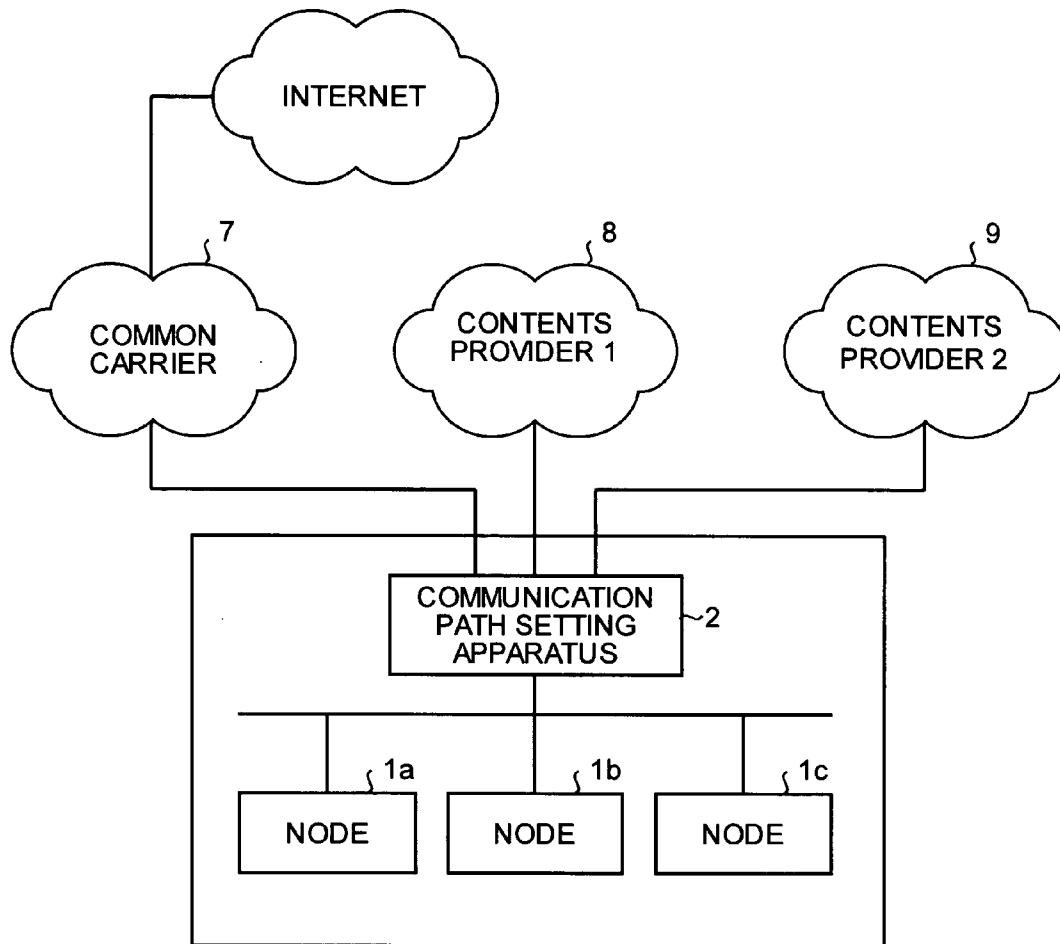 INTERNET
7
COMMON
CARRIER
8
CONTENTS
PROVIDER 1
9
CONTENTS
PROVIDER 2
COMMUNICATION
PATH SETTING
APPARATUS
2
1a
NODE
1b
NODE
1c
NODE